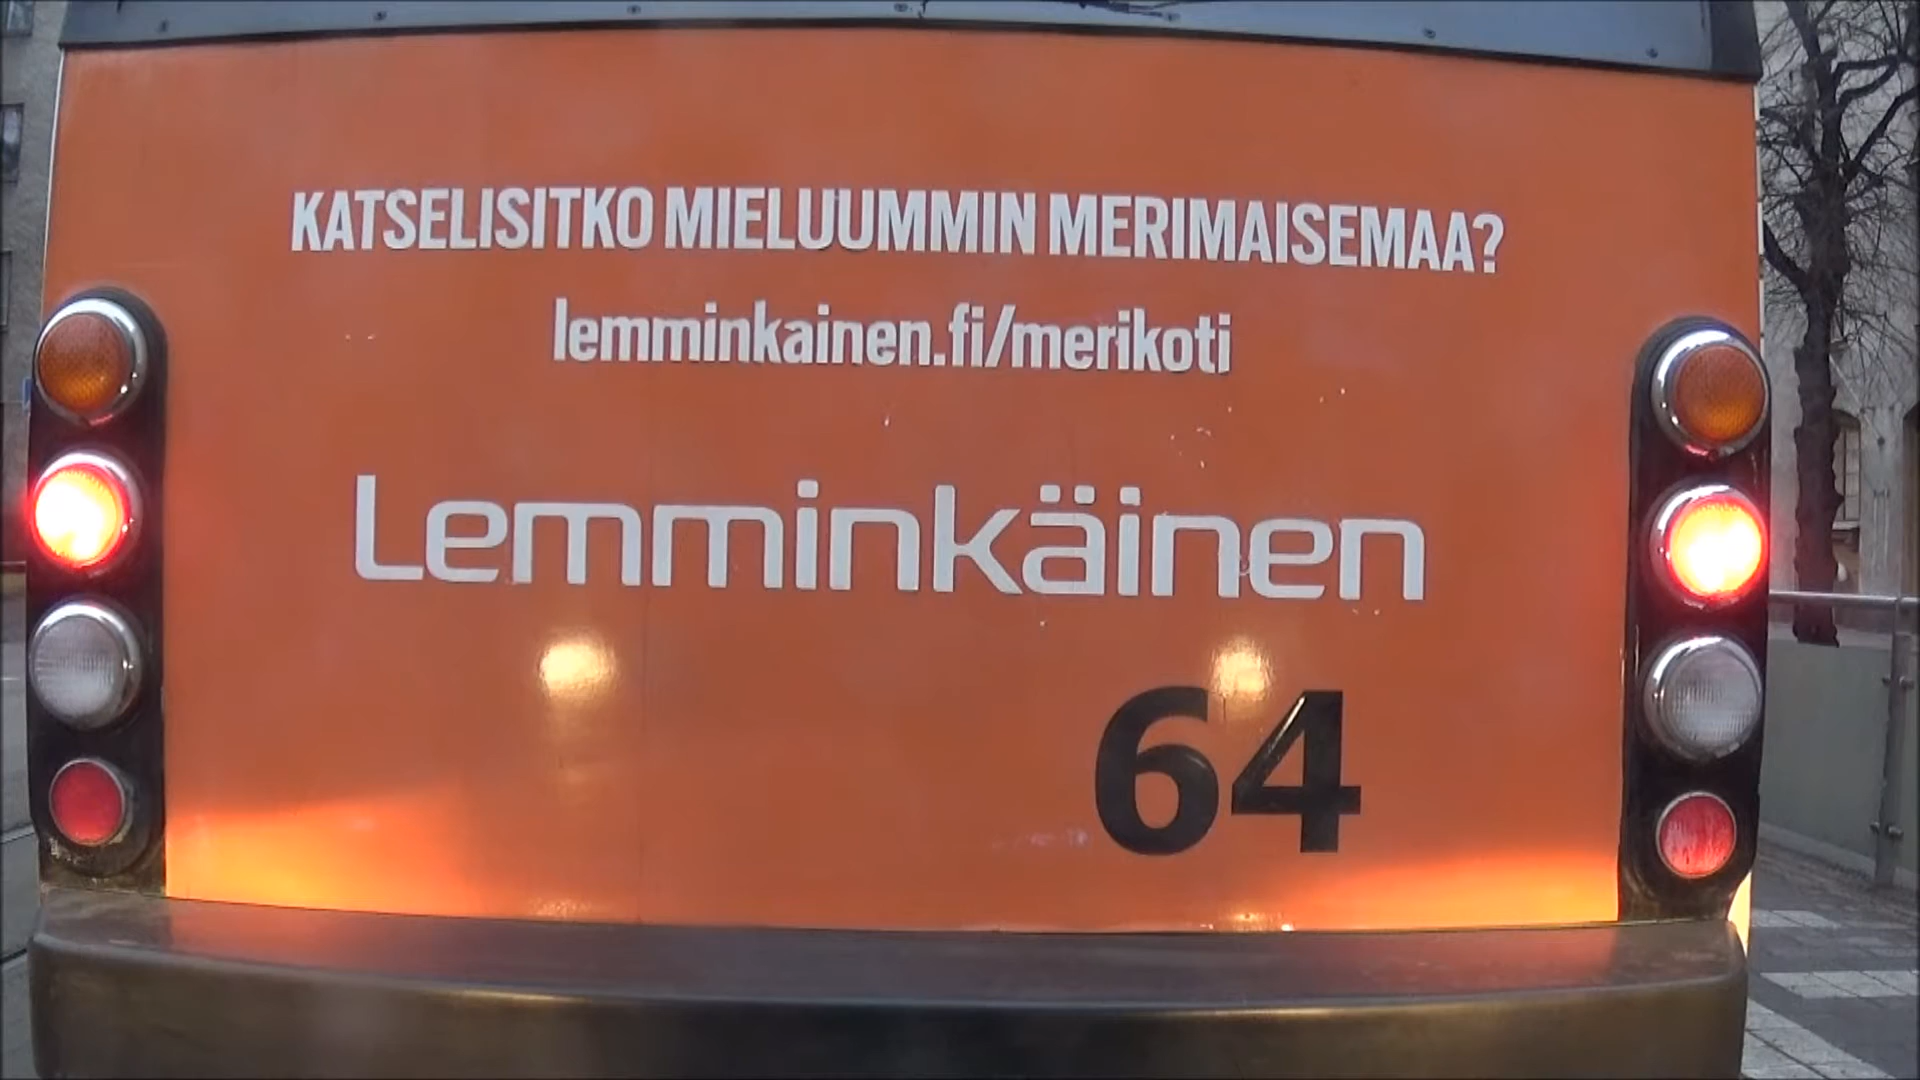 KATSELISITKO MIELUUMMIN MERIMAISEMAA?
lemminkainen.fi/merikoti
Lemminkäinen
64